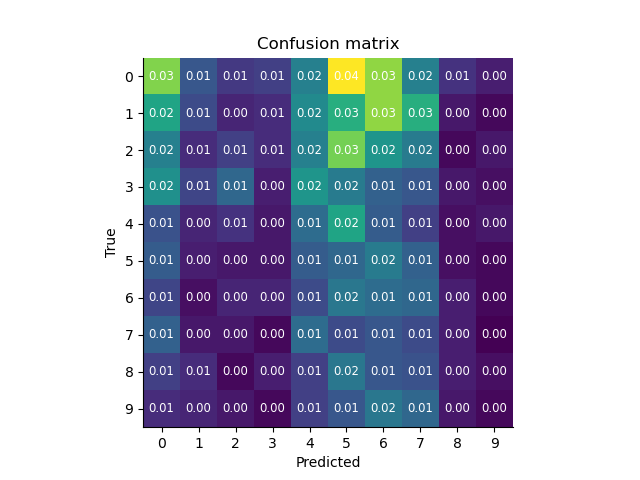 Confusion matrix
0 0.03 0.01 0.01 0.01 0.02 0.04 0.03 0.02 0.01 0.00
1 0.02 0.01 0.00 0.01 0.02 0.03 0.03 0.03 0.00 0.00
2 0.02 0.01 0.01 0.01 0.02 0.03 0.02 0.02 0.00 0.00
3 0.02 0.01 0.01 0.00 0.02 0.02 0.01 0.01 0.00 0.00
4 0.01 0.00 0.01 0.00 0.01 0.02 0.01 0.01 0.00 0.00
True
5 0.01 0.00 0.00 0.00 0.01 0.01 0.02 0.01 0.00 0.00
6 0.01 0.00 0.00 0.00 0.01 0.02 0.01 0.01 0.00 0.00
7 0.01 0.00 0.00 0.00 0.01 0.01 0.01 0.01 0.00 0.00
8 0.01 0.01 0.00 0.00 0.01 0.02 0.01 0.01 0.00 0.00
9 0.01 0.00 0.00 0.00 0.01 0.01 0.02 0.01 0.00 0.00
0 1 2 3 4 5 6 7 8 9
Predicted